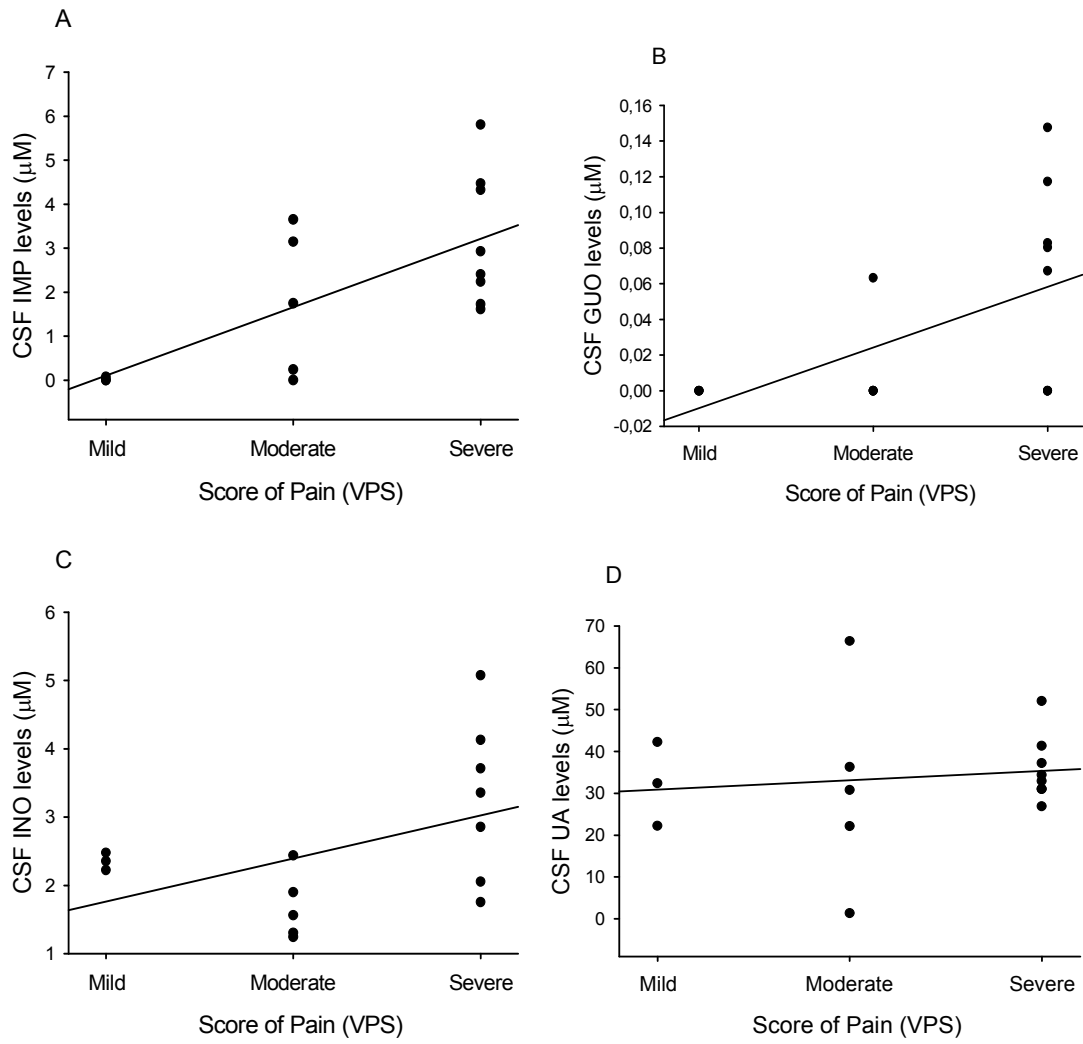 A
CSF IMP levels (μM)
7
6
5
4
3
2
1
0
Mild Moderate Severe
Score of Pain (VPS)
B
CSF GUO levels (μM)
0,16
0,14
0,12
0,10
0,08
0,06
0,04
0,02
0,00
-0,02
Mild Moderate Severe
Score of Pain (VPS)
C
CSF INO levels (μM)
6
5
4
3
2
1
Mild Moderate Severe
Score of Pain (VPS)
D
CSF UA levels (μM)
70
60
50
40
30
20
10
0
Mild Moderate Severe
Score of Pain (VPS)